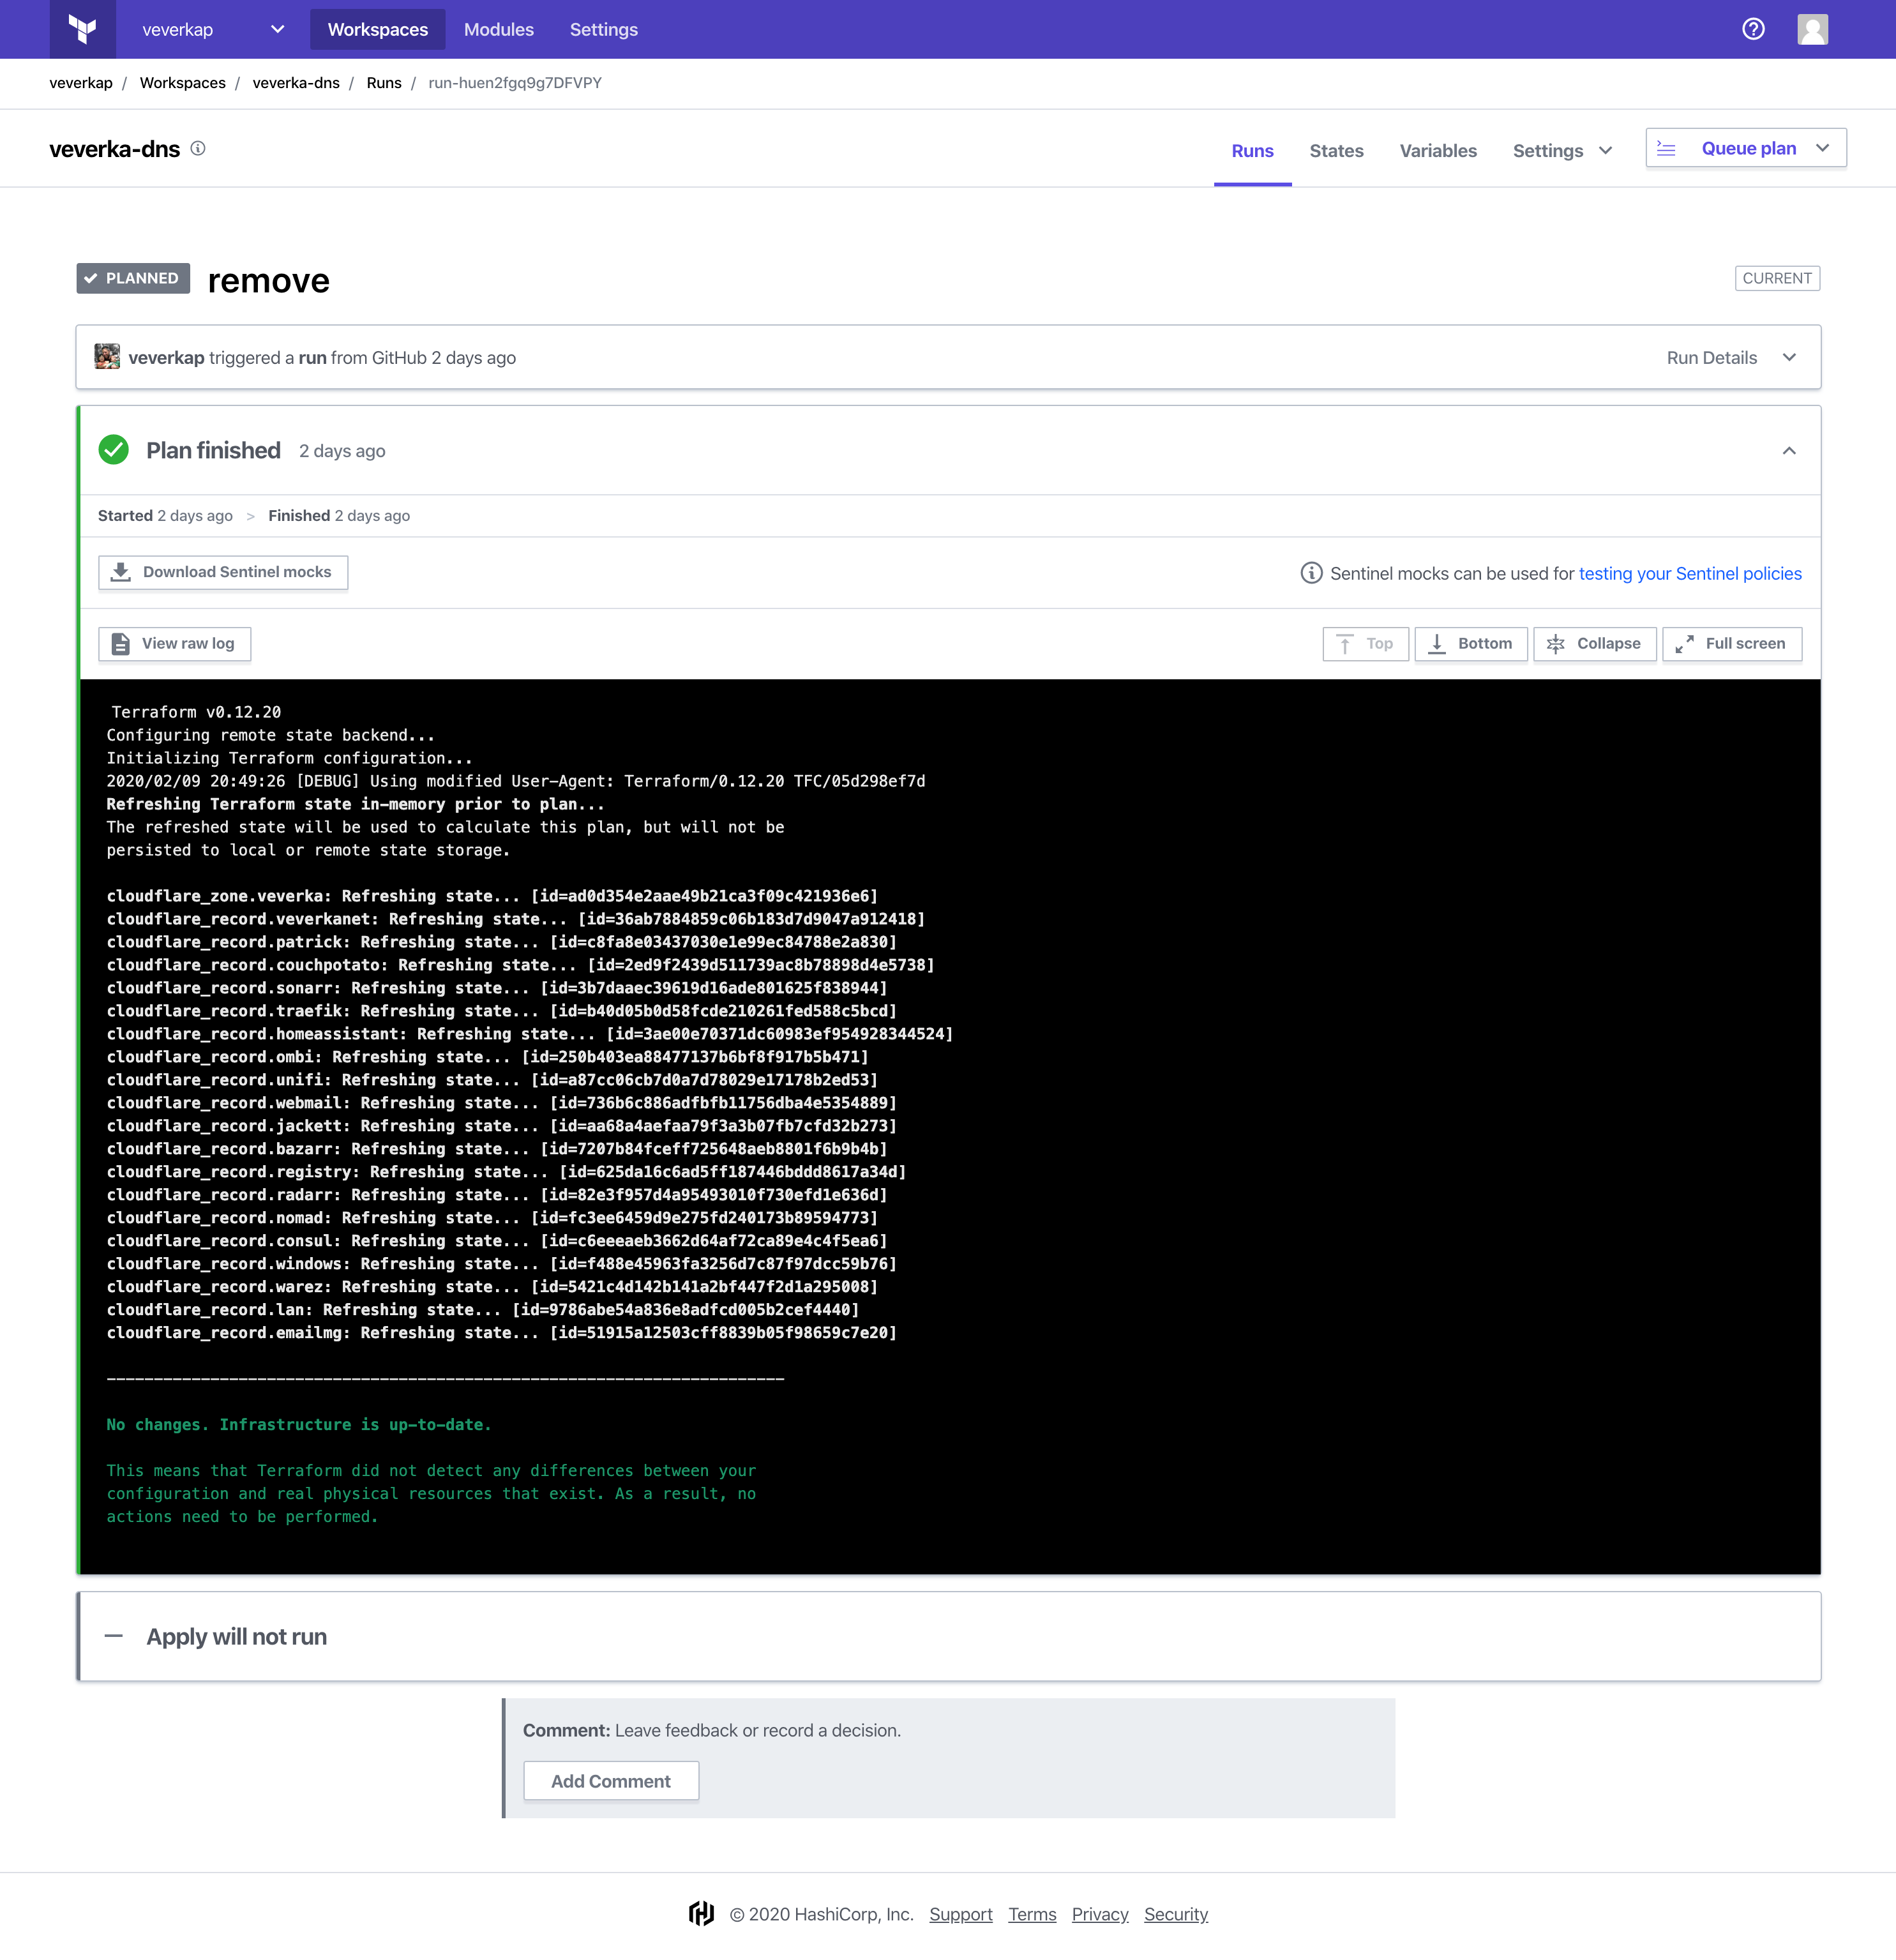 veverkap Workspaces Modules Settings
veverkap / Workspaces / veverka-dns / Runs / run-huen2fgq9g7DFVPY
veverka-dns
Runs States Variables Settings Queue plan
PLANNED remove CURRENT
veverkap triggered a run from GitHub 2 days ago Run Details
Plan finished 2 days ago
Started 2 days ago > Finished 2 days ago
Download Sentinel mocks Sentinel mocks can be used for testing your Sentinel policies
View raw log Top Bottom Collapse Full screen
Terraform v0.12.20
Configuring remote state backend...
Initializing Terraform configuration...
2020/02/09 20:49:26 [DEBUG] Using modified User-Agent: Terraform/0.12.20 TFC/05d298ef7d
Refreshing Terraform state in-memory prior to plan...
The refreshed state will be used to calculate this plan, but will not be
persisted to local or remote state storage.
cloudflare_zone.veverka: Refreshing state... [id=ad0d354e2aae49b21ca3f09c421936e6]
cloudflare_record.veverkanet: Refreshing state... [id=36ab7884859c06b183d7d9047a912418]
cloudflare_record.patrick: Refreshing state... [id=c8fa8e03437030e1e99ec84788e2a830]
cloudflare_record.couchpotato: Refreshing state... [id=2ed9f2439d511739ac8b78898d4e5738]
cloudflare_record.sonarr: Refreshing state... [id=3b7daaec39619d16ade801625f838944]
cloudflare_record.traefik: Refreshing state... [id=b40d05b0d58fcde210261fed588c5bcd]
cloudflare_record.homeassistant: Refreshing state... [id=3ae00e70371dc60983ef954928344524]
cloudflare_record.ombi: Refreshing state... [id=250b403ea88477137b6bf8f917b5b471]
cloudflare_record.unifi: Refreshing state... [id=a87cc06cb7d0a7d78029e17178b2ed53]
cloudflare_record.webmail: Refreshing state... [id=736b6c886adfbfb11756dba4e5354889]
cloudflare_record.jackett: Refreshing state... [id=aa68a4aefaa79f3a3b07fb7cfd32b273]
cloudflare_record.bazarr: Refreshing state... [id=7207b84fceff725648aeb8801f6b9b4b]
cloudflare_record.registry: Refreshing state... [id=625da16c6ad5ff187446bddd8617a34d]
cloudflare_record.radarr: Refreshing state... [id=82e3f957d4a95493010f730efd1e636d]
cloudflare_record.nomad: Refreshing state... [id=fc3ee6459d9e275fd240173b89594773]
cloudflare_record.consul: Refreshing state... [id=c6eeeaeb3662d64af72ca89e4c4f5ea6]
cloudflare_record.windows: Refreshing state... [id=f488e45963fa3256d7c87f97dcc59b76]
cloudflare_record.warez: Refreshing state... [id=5421c4d142b141a2bf447f2d1a295008]
cloudflare_record.lan: Refreshing state... [id=9786abe54a836e8adfcd005b2cef4440]
cloudflare_record.emailmg: Refreshing state... [id=51915a12503cff8839b05f98659c7e20]
------------------------------------------------------------------------
No changes. Infrastructure is up-to-date.
This means that Terraform did not detect any differences between your
configuration and real physical resources that exist. As a result, no
actions need to be performed.
Apply will not run
Comment: Leave feedback or record a decision.
Add Comment
© 2020 HashiCorp, Inc. Support Terms Privacy Security